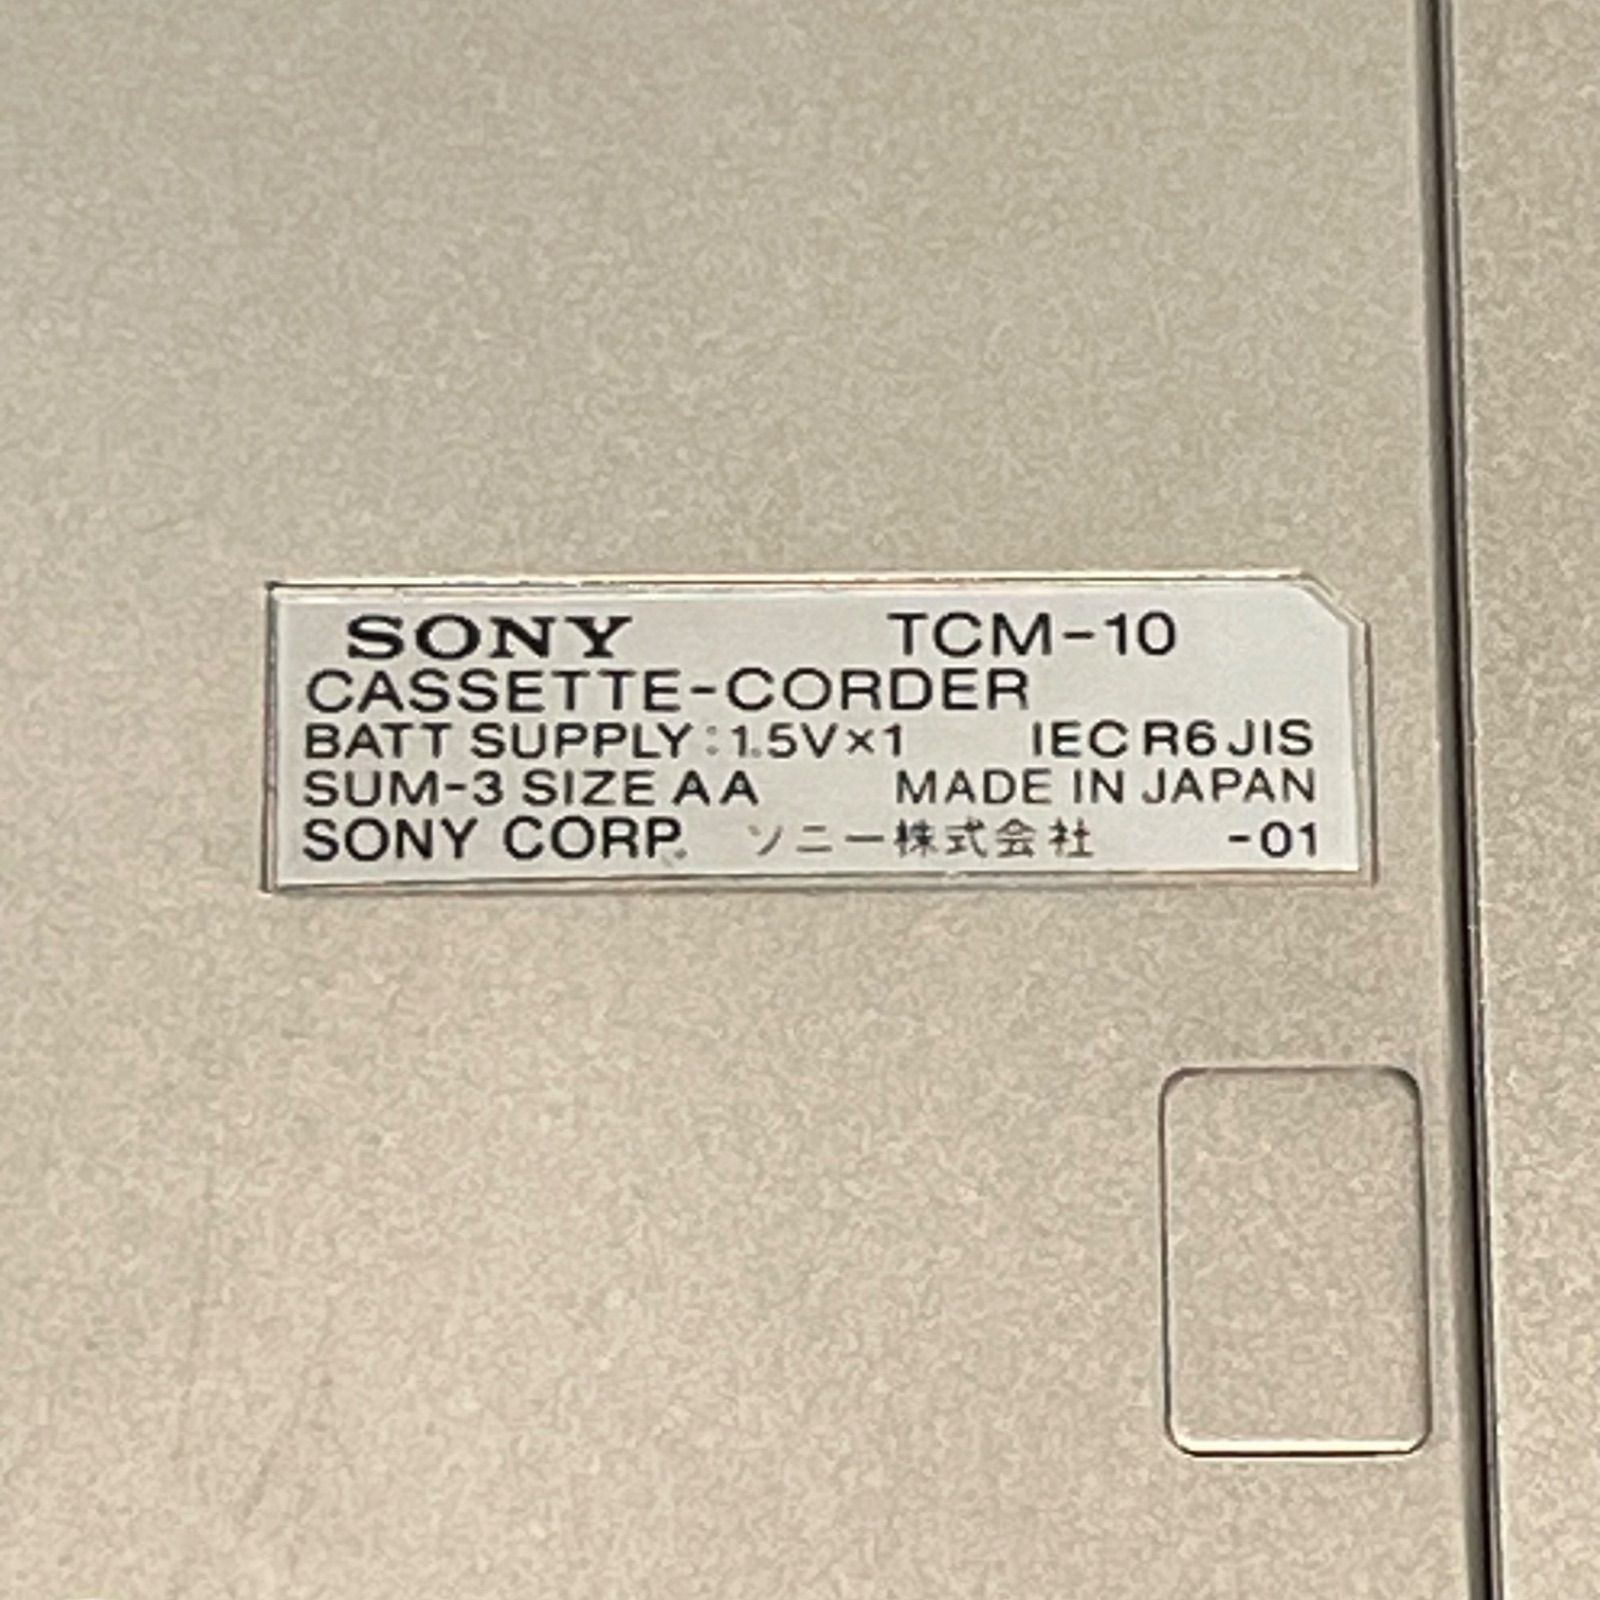 SONY TCM-10
CASSETTE-CORDER
BATT SUPPLY : 1.5V×1 IEC R6 JIS
SUM-3 SIZE AA MADE IN JAPAN
SONY CORP. ソニー株式会社 -01